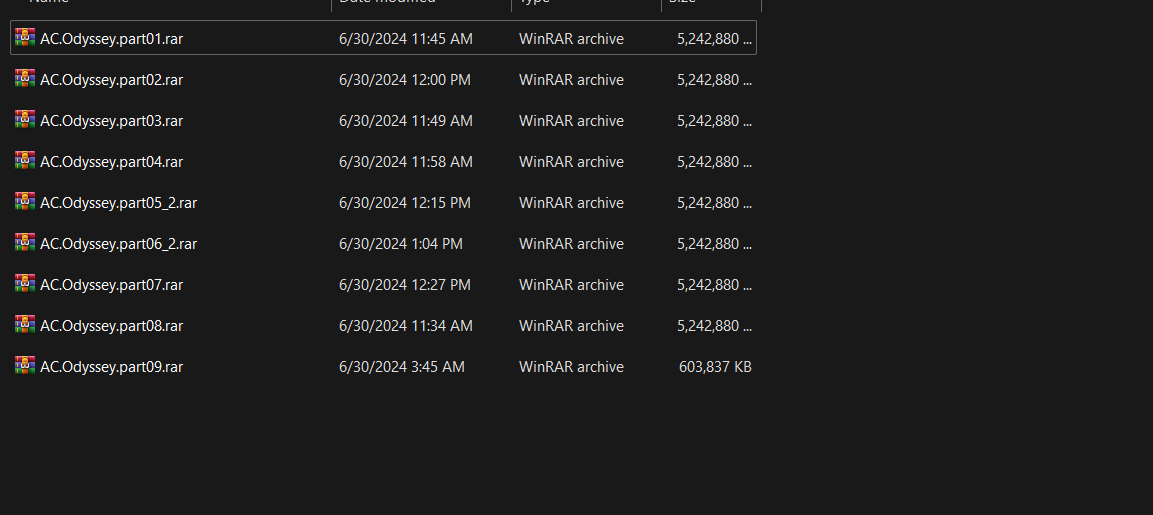 Name Date modified Type Size
AC.Odyssey.part01.rar 6/30/2024 11:45 AM WinRAR archive 5,242,880 ...
AC.Odyssey.part02.rar 6/30/2024 12:00 PM WinRAR archive 5,242,880 ...
AC.Odyssey.part03.rar 6/30/2024 11:49 AM WinRAR archive 5,242,880 ...
AC.Odyssey.part04.rar 6/30/2024 11:58 AM WinRAR archive 5,242,880 ...
AC.Odyssey.part05_2.rar 6/30/2024 12:15 PM WinRAR archive 5,242,880 ...
AC.Odyssey.part06_2.rar 6/30/2024 1:04 PM WinRAR archive 5,242,880 ...
AC.Odyssey.part07.rar 6/30/2024 12:27 PM WinRAR archive 5,242,880 ...
AC.Odyssey.part08.rar 6/30/2024 11:34 AM WinRAR archive 5,242,880 ...
AC.Odyssey.part09.rar 6/30/2024 3:45 AM WinRAR archive 603,837 KB